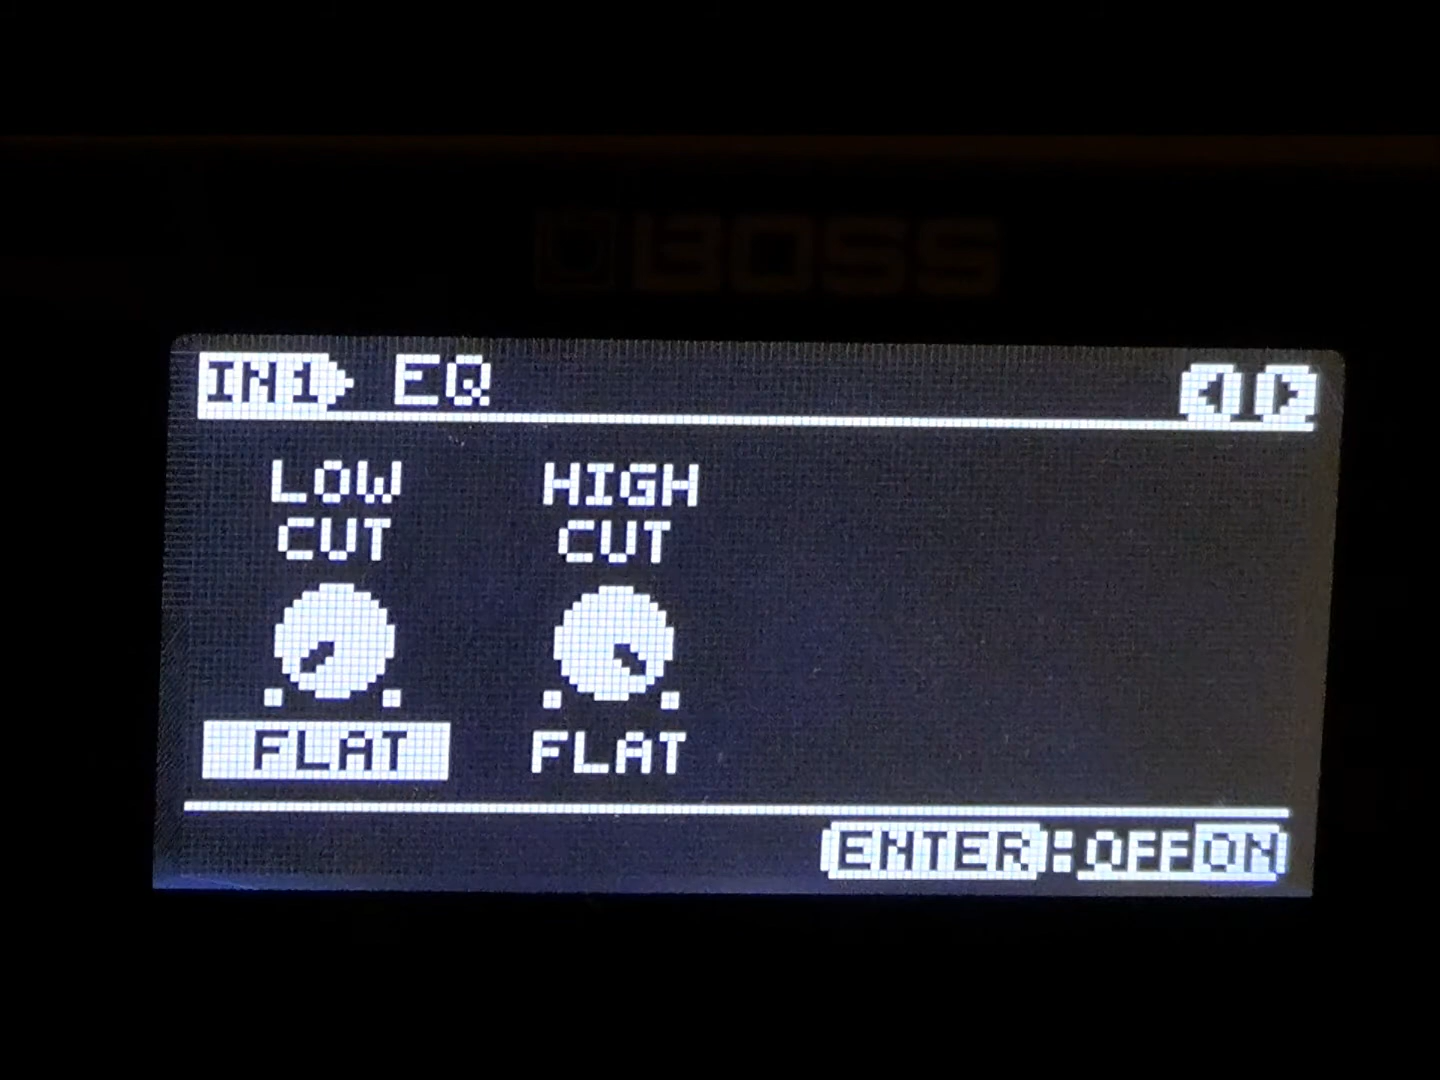 BOSS
IN1 EQ
LOW CUT
HIGH CUT
FLAT
FLAT
ENTER:OFF ON